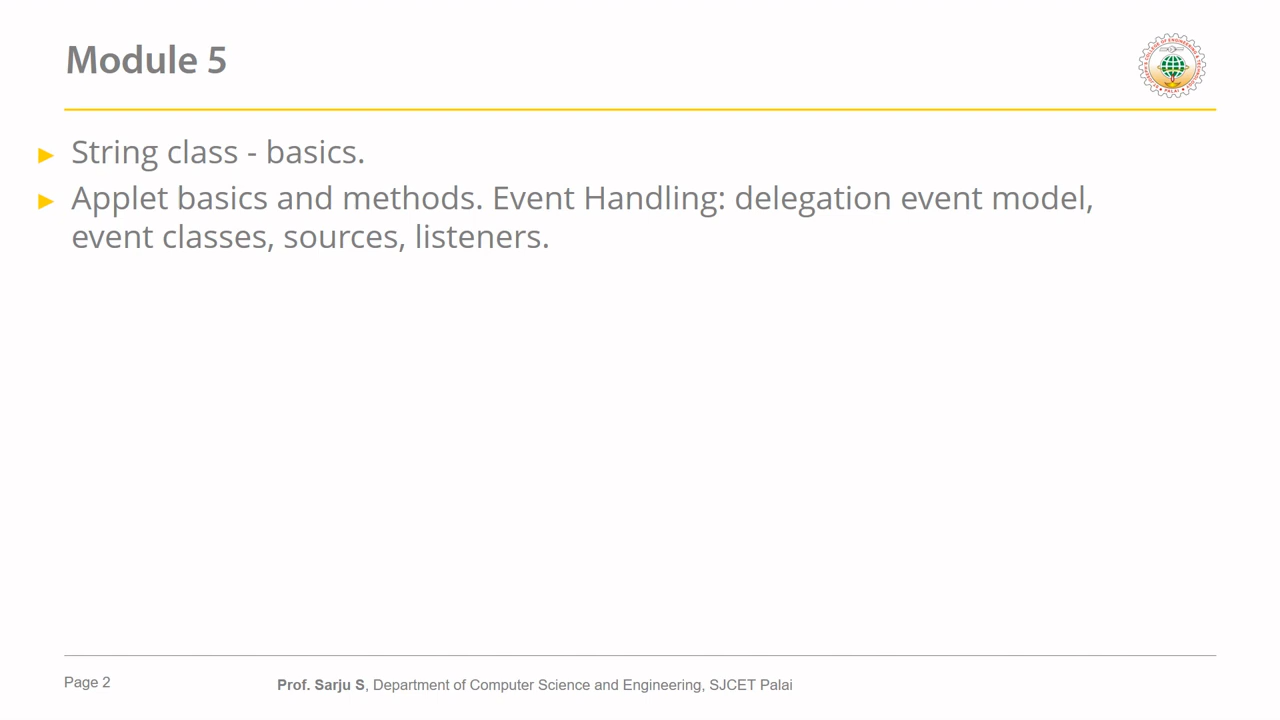 Module 5
► String class - basics.
► Applet basics and methods. Event Handling: delegation event model,
event classes, sources, listeners.
Page 2
Prof. Sarju S, Department of Computer Science and Engineering, SJCET Palai